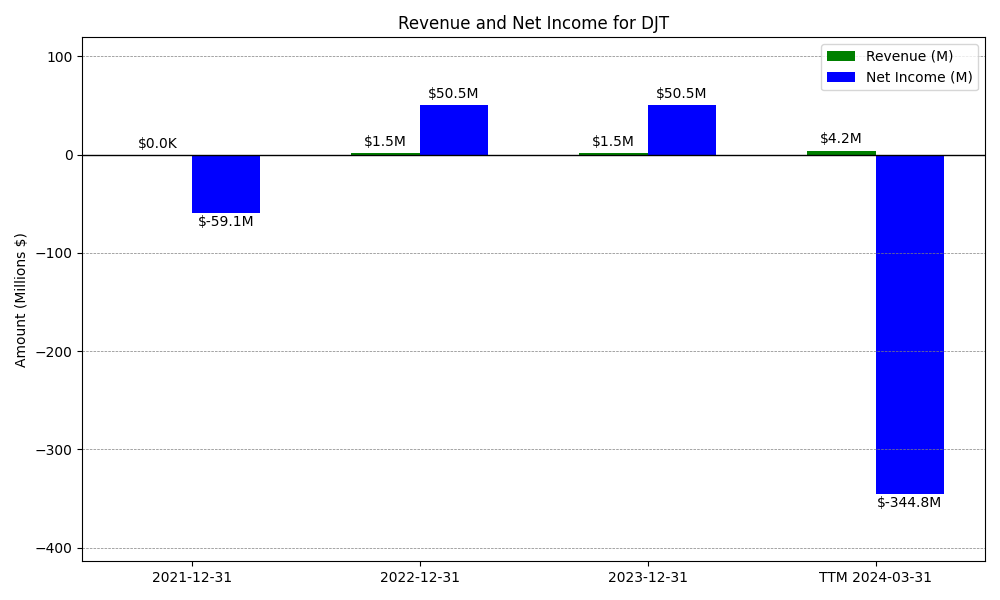 Revenue and Net Income for DJT
Revenue (M)
Net Income (M)
Amount (Millions $)
100
0
−100
−200
−300
−400
$0.0K
$-59.1M
$1.5M
$50.5M
$1.5M
$50.5M
$4.2M
$-344.8M
2021-12-31
2022-12-31
2023-12-31
TTM 2024-03-31